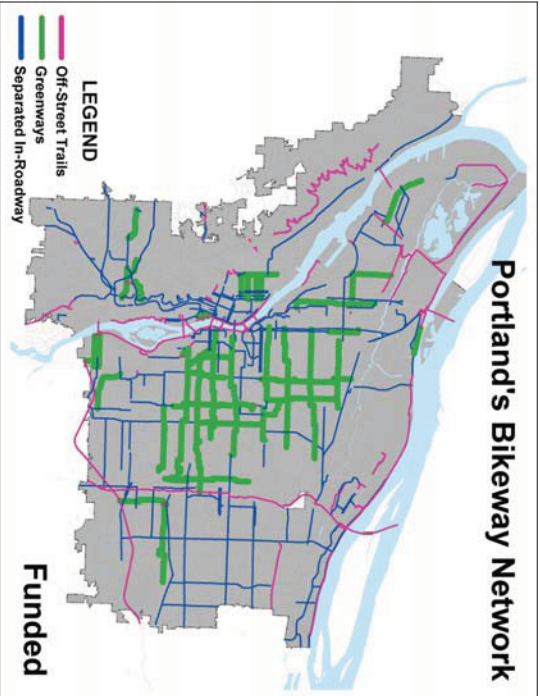 Portland's Bikeway Network
LEGEND
Off-Street Trails
Greenways
Separated In-Roadway
Funded